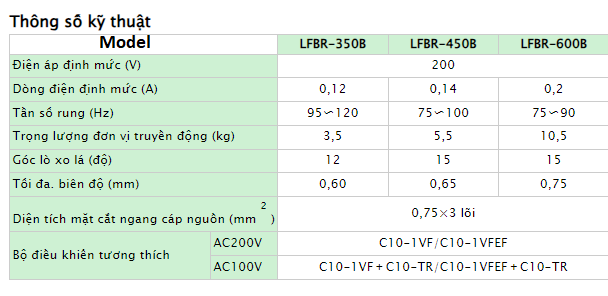 Thông số kỹ thuật
Model LFBR-350B LFBR-450B LFBR-600B
Điện áp định mức (V) 200
Dòng điện định mức (A) 0,12 0,14 0,2
Tần số rung (Hz) 95∽120 75∽100 75∽90
Trọng lượng đơn vị truyền động (kg) 3,5 5,5 10,5
Góc lò xo lá (độ) 12 15 15
Tối đa. biên độ (mm) 0,60 0,65 0,75
Diện tích mặt cắt ngang cáp nguồn (mm 2 ) 0,75×3 lõi
Bộ điều khiển tương thích AC200V C10-1VF/C10-1VFEF
AC100V C10-1VF+C10-TR/C10-1VFEF+C10-TR